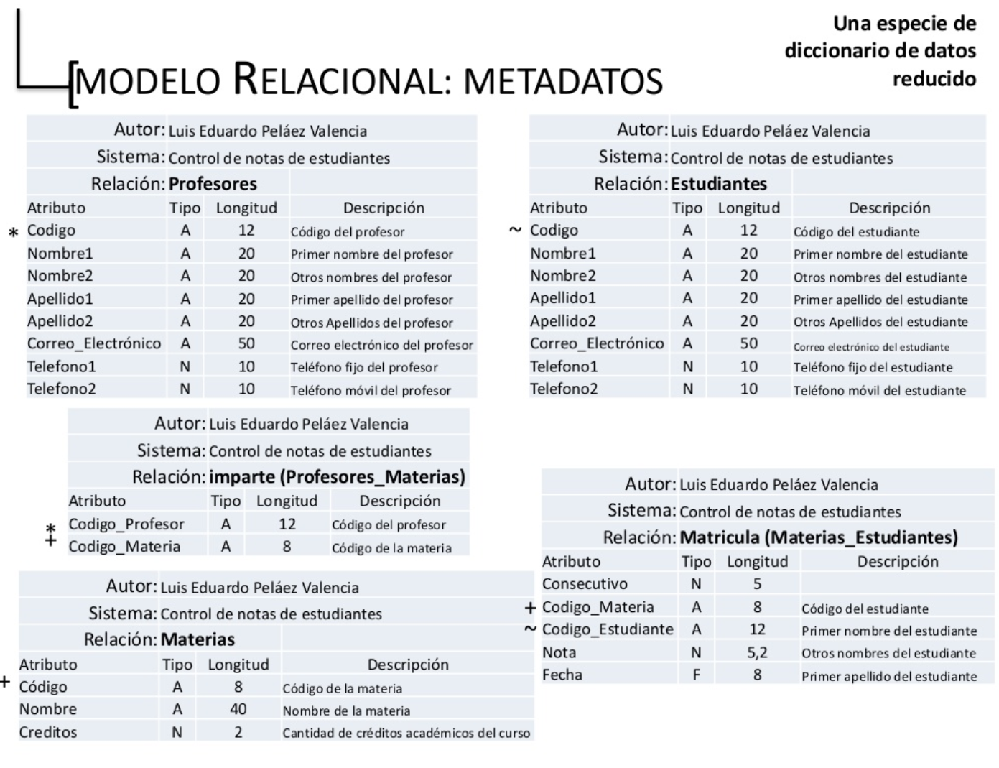 Una especie de
diccionario de datos
reducido
[MODELO RELACIONAL: METADATOS
Autor: Luis Eduardo Peláez Valencia
Sistema: Control de notas de estudiantes
Relación: Profesores
Atributo Tipo Longitud Descripción
* Codigo A 12 Código del profesor
Nombre1 A 20 Primer nombre del profesor
Nombre2 A 20 Otros nombres del profesor
Apellido1 A 20 Primer apellido del profesor
Apellido2 A 20 Otros Apellidos del profesor
Correo_Electrónico A 50 Correo electrónico del profesor
Telefono1 N 10 Teléfono fijo del profesor
Telefono2 N 10 Teléfono móvil del profesor
Autor: Luis Eduardo Peláez Valencia
Sistema: Control de notas de estudiantes
Relación: Estudiantes
Atributo Tipo Longitud Descripción
~ Codigo A 12 Código del estudiante
Nombre1 A 20 Primer nombre del estudiante
Nombre2 A 20 Otros nombres del estudiante
Apellido1 A 20 Primer apellido del estudiante
Apellido2 A 20 Otros Apellidos del estudiante
Correo_Electrónico A 50 Correo electrónico del estudiante
Telefono1 N 10 Teléfono fijo del estudiante
Telefono2 N 10 Teléfono móvil del estudiante
Autor: Luis Eduardo Peláez Valencia
Sistema: Control de notas de estudiantes
Relación: imparte (Profesores_Materias)
Atributo Tipo Longitud Descripción
* Codigo_Profesor A 12 Código del profesor
+ Codigo_Materia A 8 Código de la materia
Autor: Luis Eduardo Peláez Valencia
Sistema: Control de notas de estudiantes
Relación: Matricula (Materias_Estudiantes)
Atributo Tipo Longitud Descripción
Consecutivo N 5
+ Codigo_Materia A 8 Código del estudiante
~ Codigo_Estudiante A 12 Primer nombre del estudiante
Nota N 5,2 Otros nombres del estudiante
Fecha F 8 Primer apellido del estudiante
Autor: Luis Eduardo Peláez Valencia
Sistema: Control de notas de estudiantes
Relación: Materias
Atributo Tipo Longitud Descripción
+ Código A 8 Código de la materia
Nombre A 40 Nombre de la materia
Creditos N 2 Cantidad de créditos académicos del curso